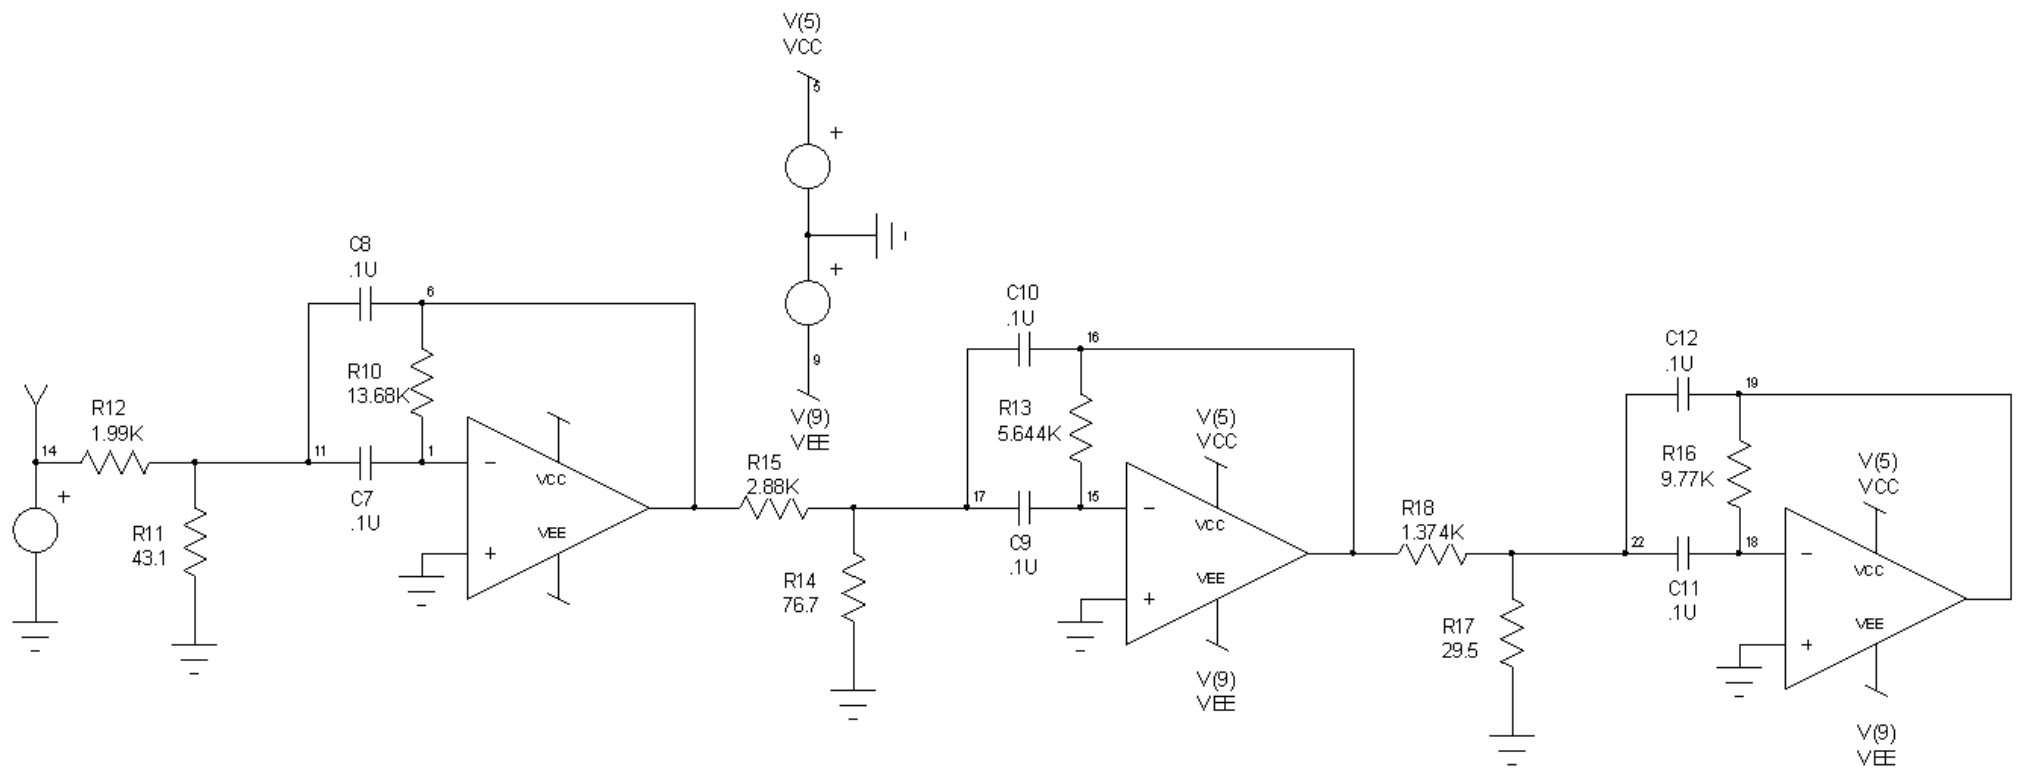 V(5)
VCC
5
+
+
9
V(9)
VEE
C8
.1U
6
R10
13.68K
R12
1.99K
14
11
1
+
C7
.1U
R11
43.1
−
+
VCC
VEE
R15
2.88K
C10
.1U
16
R13
5.644K
17
15
C9
.1U
R14
76.7
−
+
V(5)
VCC
VCC
VEE
V(9)
VEE
R18
1.374K
C12
.1U
19
R16
9.77K
22
18
C11
.1U
R17
29.5
−
+
V(5)
VCC
VCC
VEE
V(9)
VEE